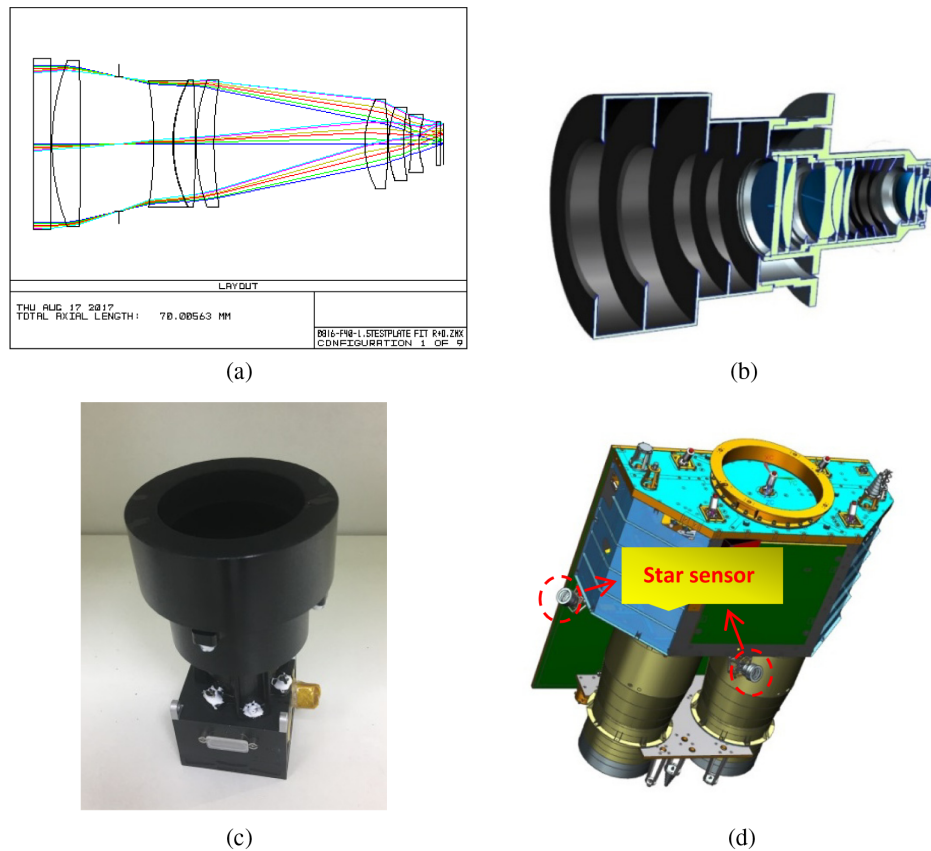 LAYOUT
THU AUG 17 2017
TOTAL AXIAL LENGTH: 70.00563 MM
0816-F40-1.5TESTPLATE FIT R+D.ZMX
CONFIGURATION 1 OF 9
(a)
(b)
Star sensor
(c)
(d)